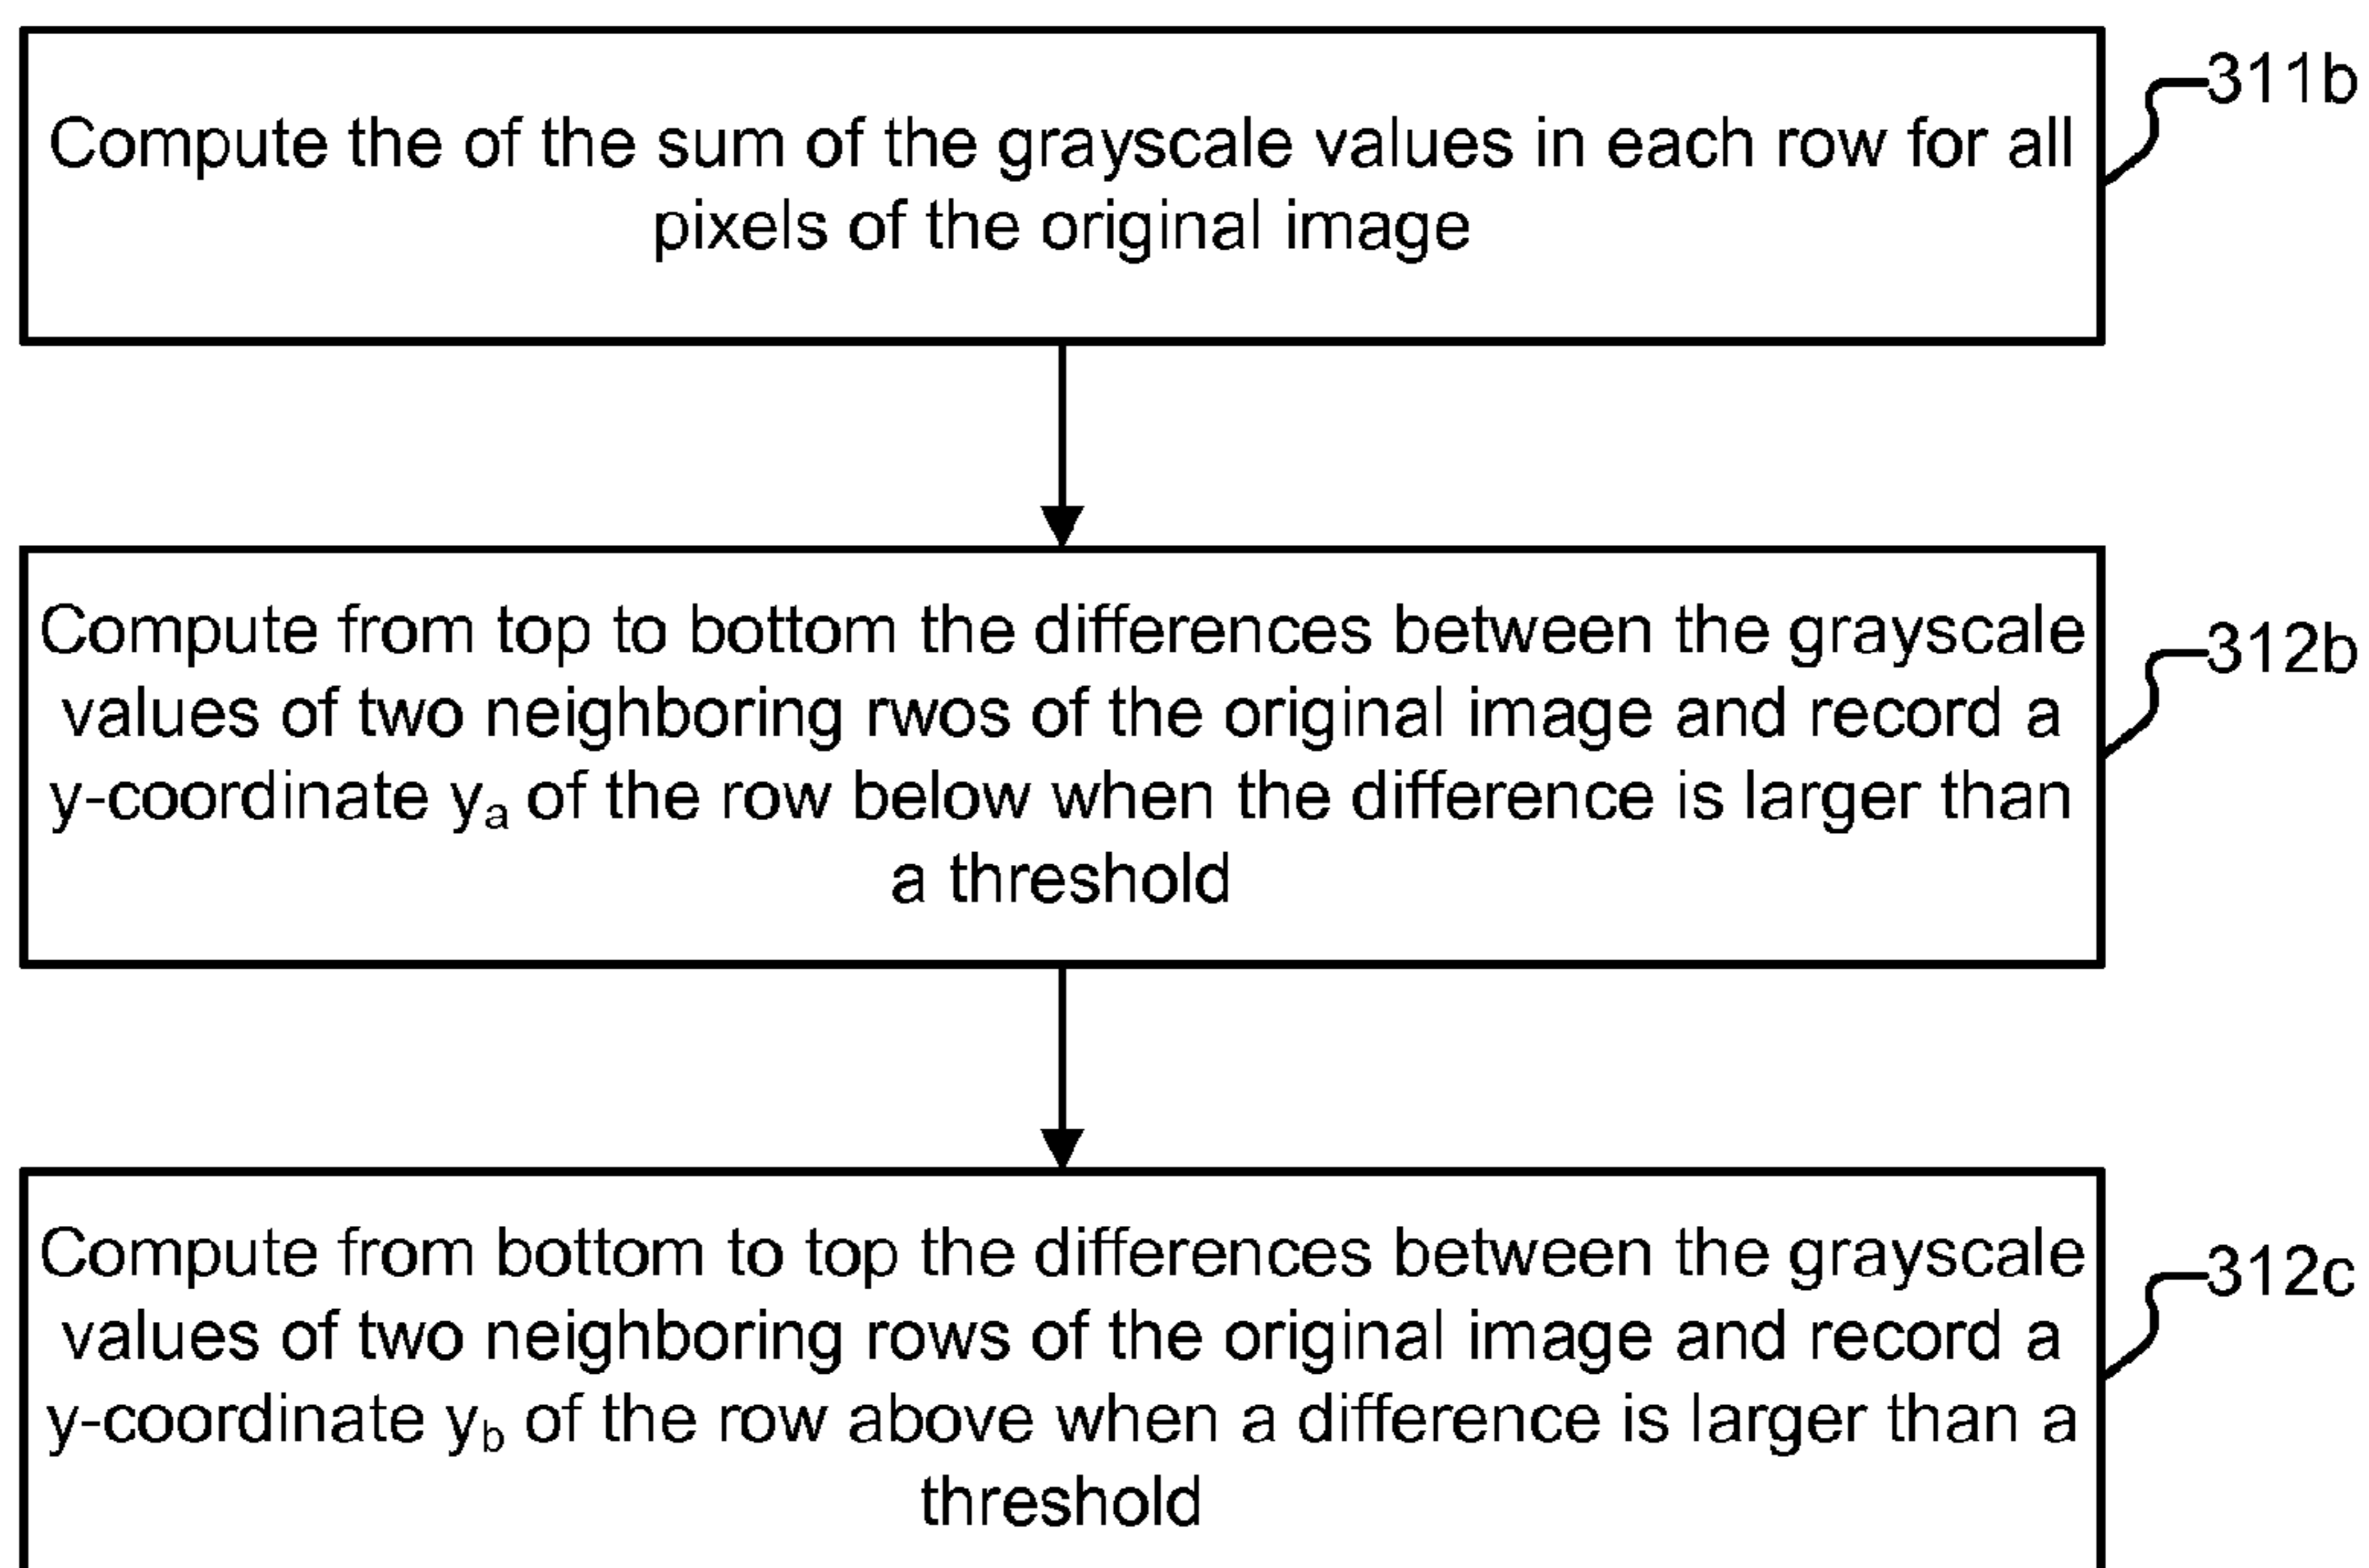 Compute the of the sum of the grayscale values in each row for all
pixels of the original image
311b
Compute from top to bottom the differences between the grayscale
values of two neighboring rwos of the original image and record a
y-coordinate ya of the row below when the difference is larger than
a threshold
312b
Compute from bottom to top the differences between the grayscale
values of two neighboring rows of the original image and record a
y-coordinate yb of the row above when a difference is larger than a
threshold
312c